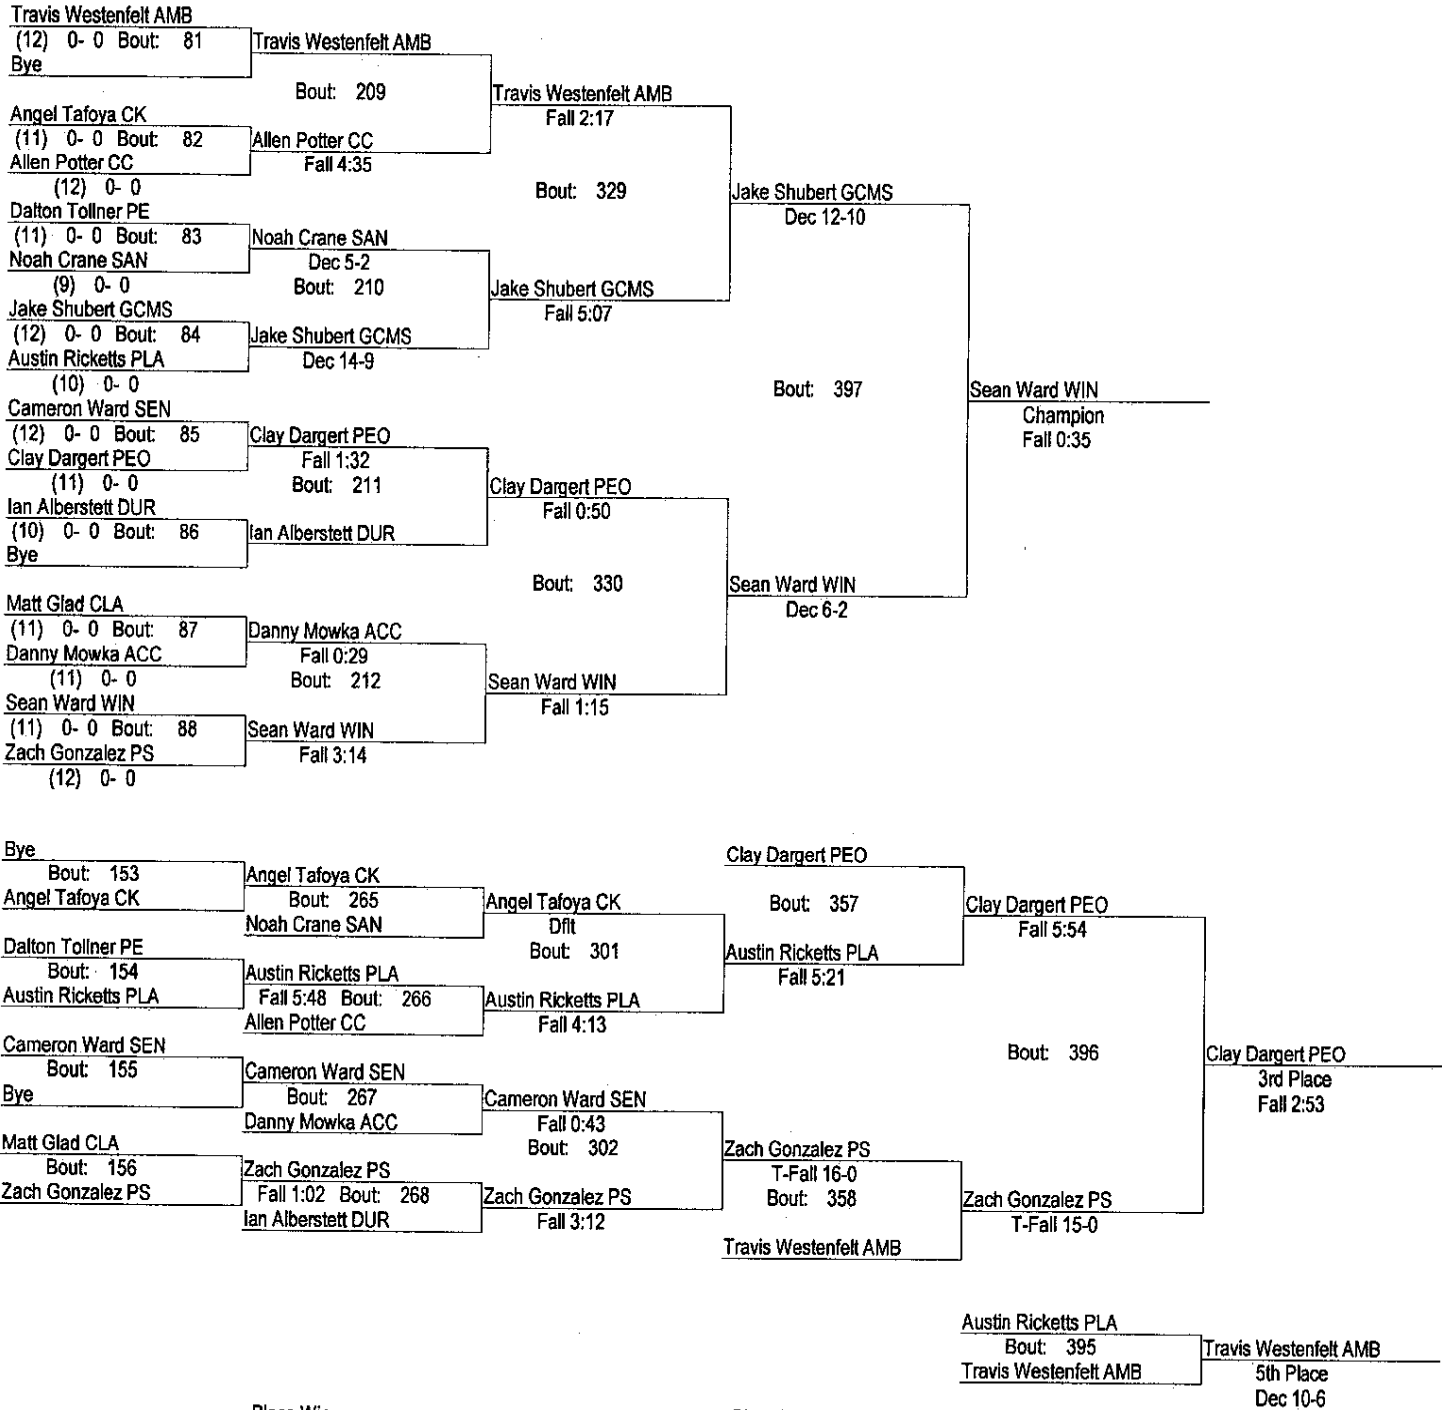 Travis Westenfelt AMB
(12) 0- 0 Bout: 81
Bye
Travis Westenfelt AMB
Bout: 209
Angel Tafoya CK
(11) 0- 0 Bout: 82
Allen Potter CC
(12) 0- 0
Allen Potter CC
Fall 4:35
Travis Westenfelt AMB
Fall 2:17
Bout: 329
Dalton Tollner PE
(11) 0- 0 Bout: 83
Noah Crane SAN
(9) 0- 0
Noah Crane SAN
Dec 5-2
Bout: 210
Jake Shubert GCMS
(12) 0- 0 Bout: 84
Austin Ricketts PLA
(10) 0- 0
Jake Shubert GCMS
Dec 14-9
Jake Shubert GCMS
Fall 5:07
Jake Shubert GCMS
Dec 12-10
Bout: 397
Cameron Ward SEN
(12) 0- 0 Bout: 85
Clay Dargert PEO
(11) 0- 0
Clay Dargert PEO
Fall 1:32
Bout: 211
Ian Alberstett DUR
(10) 0- 0 Bout: 86
Bye
Ian Alberstett DUR
Clay Dargert PEO
Fall 0:50
Bout: 330
Matt Glad CLA
(11) 0- 0 Bout: 87
Danny Mowka ACC
(11) 0- 0
Danny Mowka ACC
Fall 0:29
Bout: 212
Sean Ward WIN
(11) 0- 0 Bout: 88
Zach Gonzalez PS
(12) 0- 0
Sean Ward WIN
Fall 3:14
Sean Ward WIN
Fall 1:15
Sean Ward WIN
Dec 6-2
Sean Ward WIN
Champion
Fall 0:35
Bye
Bout: 153
Angel Tafoya CK
Angel Tafoya CK
Bout: 265
Noah Crane SAN
Dalton Tollner PE
Bout: 154
Austin Ricketts PLA
Austin Ricketts PLA
Fall 5:48 Bout: 266
Allen Potter CC
Angel Tafoya CK
Dflt
Bout: 301
Austin Ricketts PLA
Fall 4:13
Clay Dargert PEO
Bout: 357
Austin Ricketts PLA
Fall 5:21
Clay Dargert PEO
Fall 5:54
Bout: 396
Cameron Ward SEN
Bout: 155
Bye
Cameron Ward SEN
Bout: 267
Danny Mowka ACC
Matt Glad CLA
Bout: 156
Zach Gonzalez PS
Zach Gonzalez PS
Fall 1:02 Bout: 268
Ian Alberstett DUR
Cameron Ward SEN
Fall 0:43
Bout: 302
Zach Gonzalez PS
Fall 3:12
Zach Gonzalez PS
T-Fall 16-0
Bout: 358
Travis Westenfelt AMB
Zach Gonzalez PS
T-Fall 15-0
Clay Dargert PEO
3rd Place
Fall 2:53
Austin Ricketts PLA
Bout: 395
Travis Westenfelt AMB
Travis Westenfelt AMB
5th Place
Dec 10-6